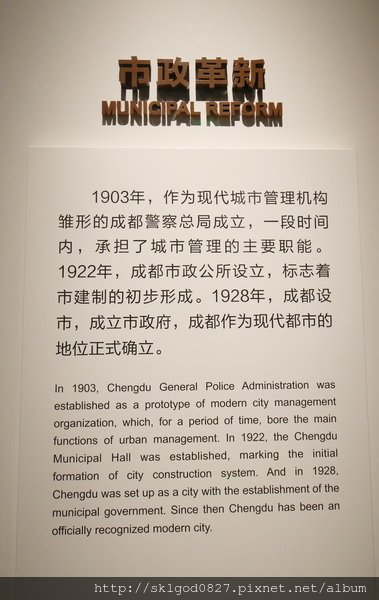 市政革新
MUNICIPAL REFORM
1903年，作为现代城市管理机构
雏形的成都警察总局成立，一段时间
内，承担了城市管理的主要职能。
1922年，成都市政公所设立，标志着
市建制的初步形成。1928年，成都设
市，成立市政府，成都作为现代都市的
地位正式确立。
In 1903, Chengdu General Police Administration was
established as a prototype of modern city management
organization, which, for a period of time, bore the main
functions of urban management. In 1922, the Chengdu
Municipal Hall was established, marking the initial
formation of city construction system. And in 1928,
Chengdu was set up as a city with the establishment of the
municipal government. Since then Chengdu has been an
officially recognized modern city.
http://sklgod0827.pixnet.net/album